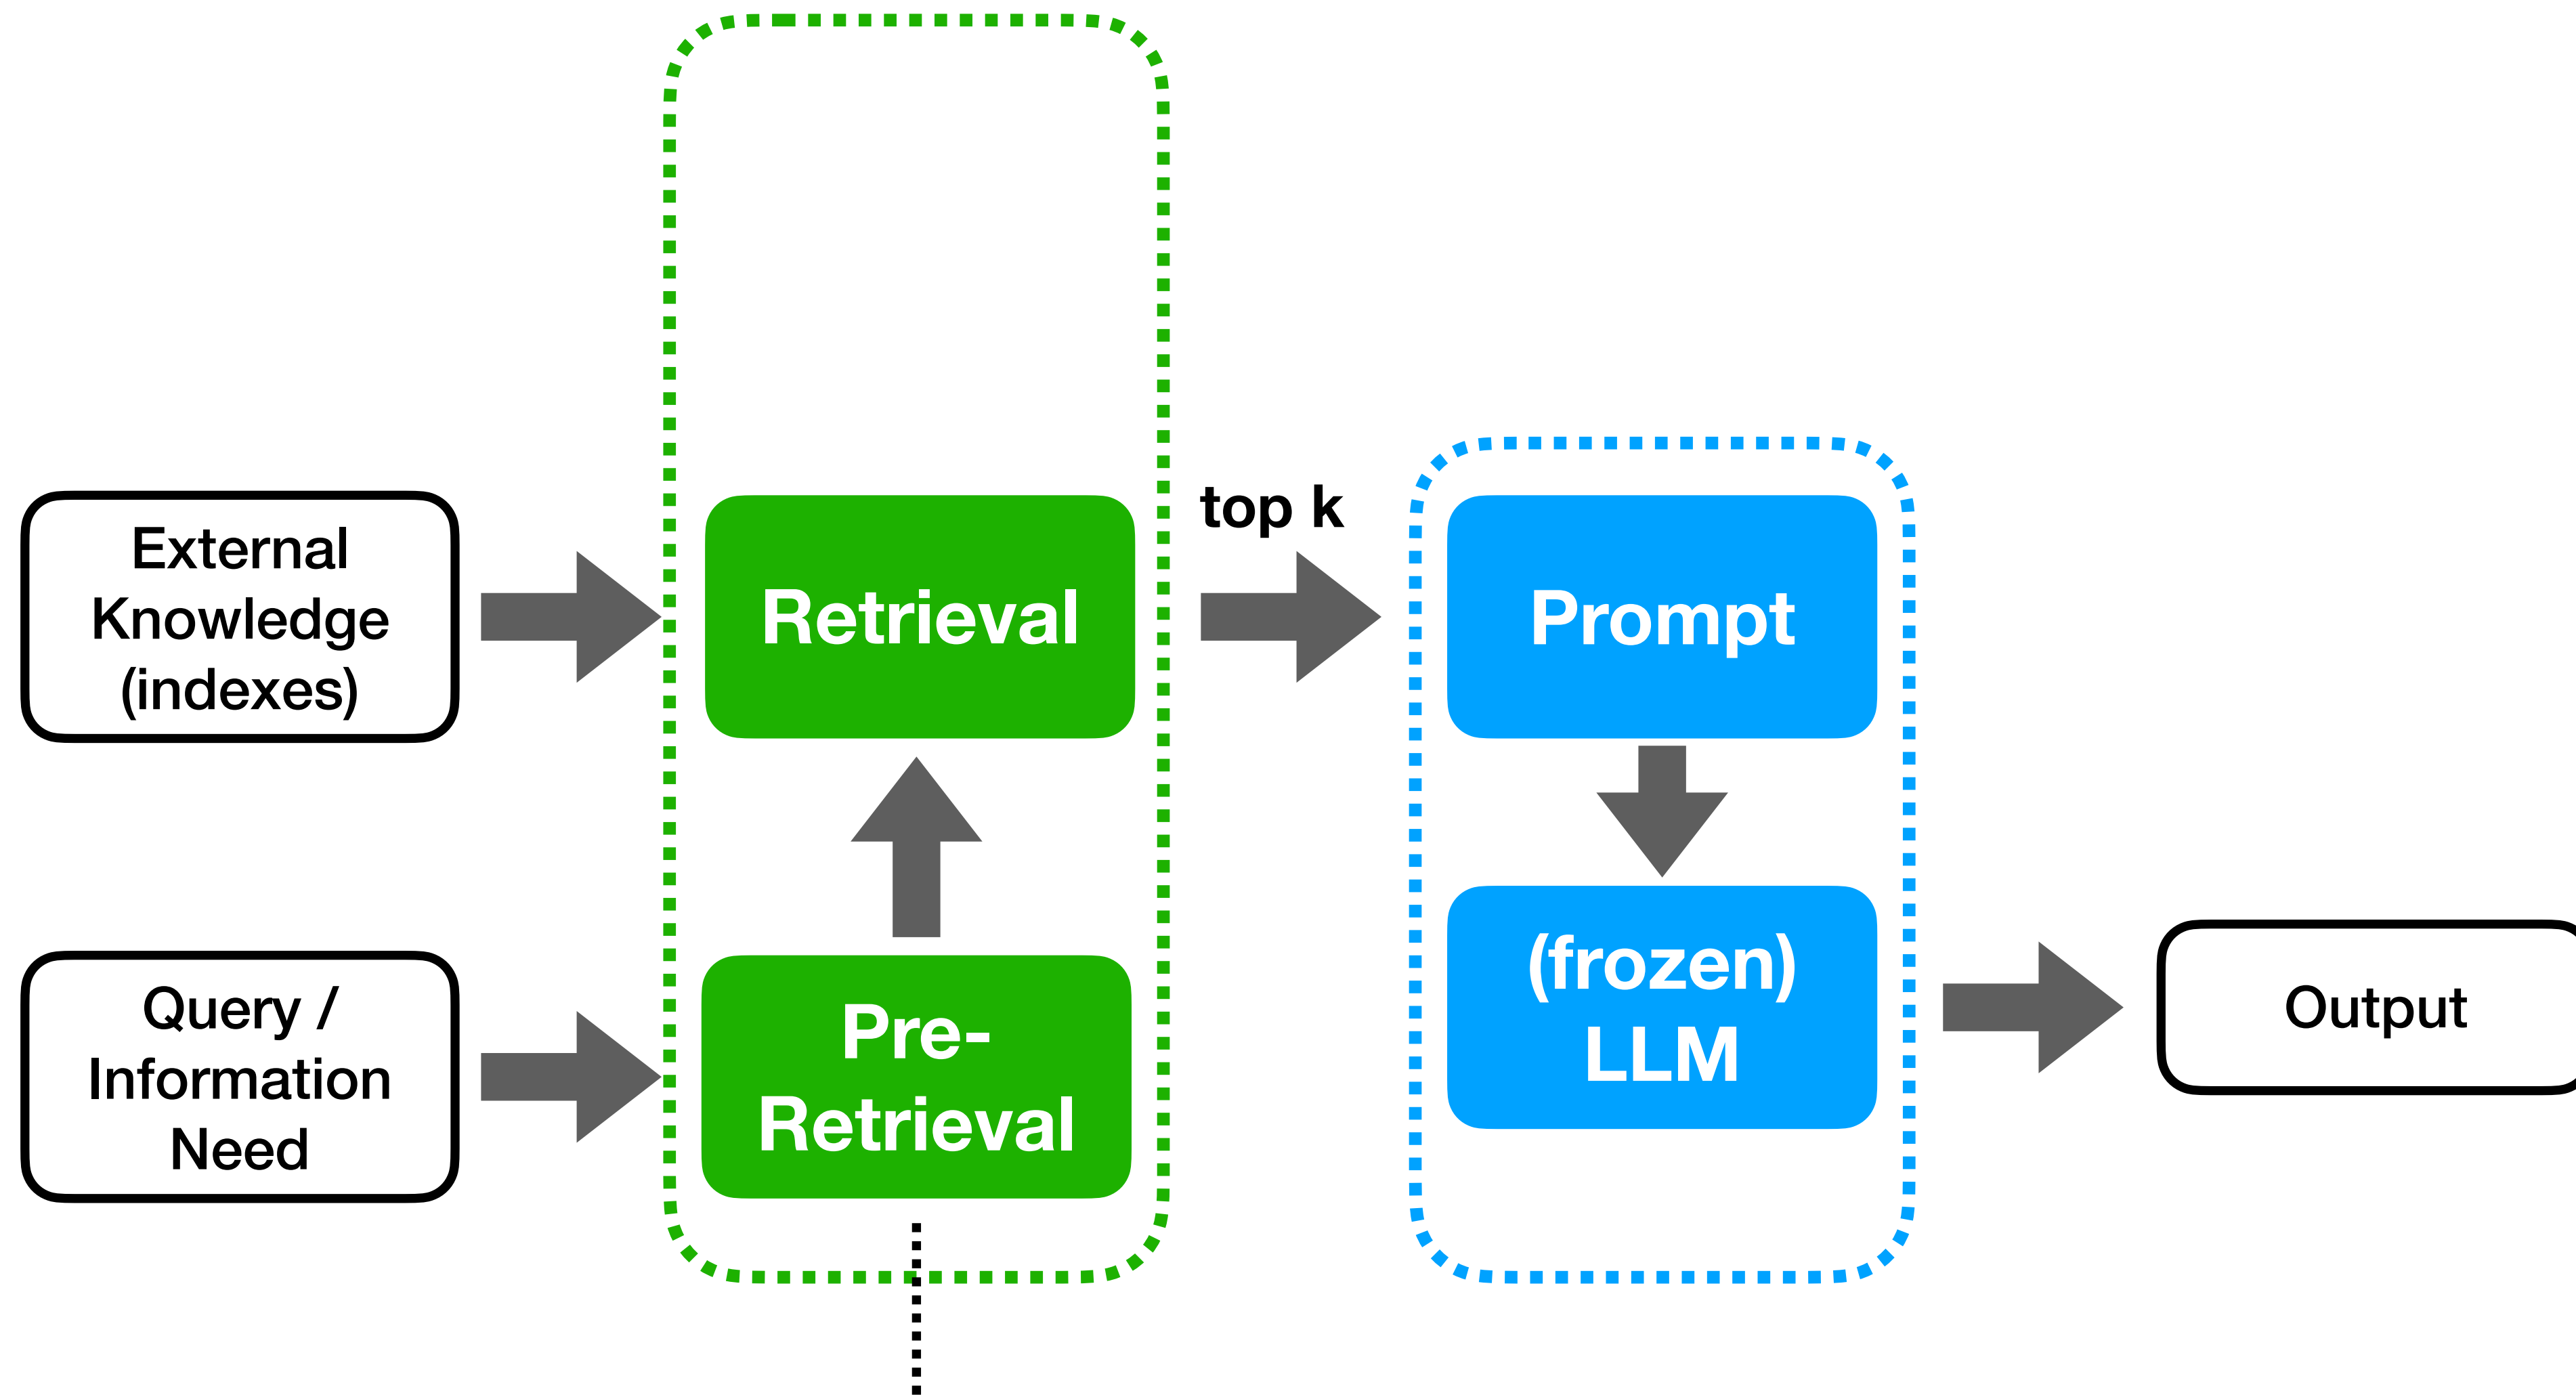 External
Knowledge
(indexes)
Retrieval
top k
Prompt
Query /
Information
Need
Pre-
Retrieval
(frozen)
LLM
Output